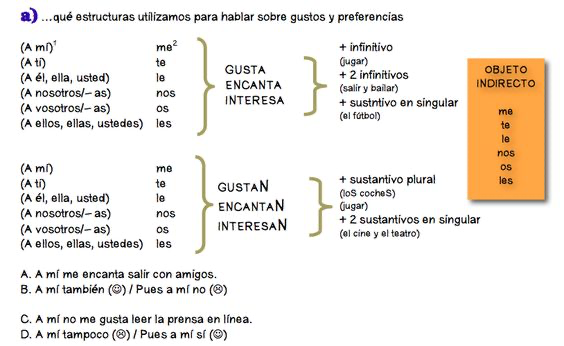 a) ...qué estructuras utilizamos para hablar sobre gustos y preferencias
(A mí)¹ me²
(A tí) te
(A él, ella, usted) le
(A nosotros/-as) nos
(A vosotros/-as) os
(A ellos, ellas, ustedes) les
GUSTA
ENCANTA
INTERESA
+ infinitivo
(jugar)
+ 2 infinitivos
(salir y bailar)
+ sustntivo en singular
(el fútbol)
OBJETO
INDIRECTO
me
te
le
nos
os
les
(A mí) me
(A tí) te
(A él, ella, usted) le
(A nosotros/-as) nos
(A vosotros/-as) os
(A ellos, ellas, ustedes) les
GUSTAN
ENCANTAN
INTERESAN
+ sustantivo plural
(loS cocheS)
(jugar)
+ 2 sustantivos en singular
(el cine y el teatro)
A. A mí me encanta salir con amigos.
B. A mí también (☺) / Pues a mí no (☹)
C. A mí no me gusta leer la prensa en línea.
D. A mí tampoco (☹) / Pues a mí sí (☺)